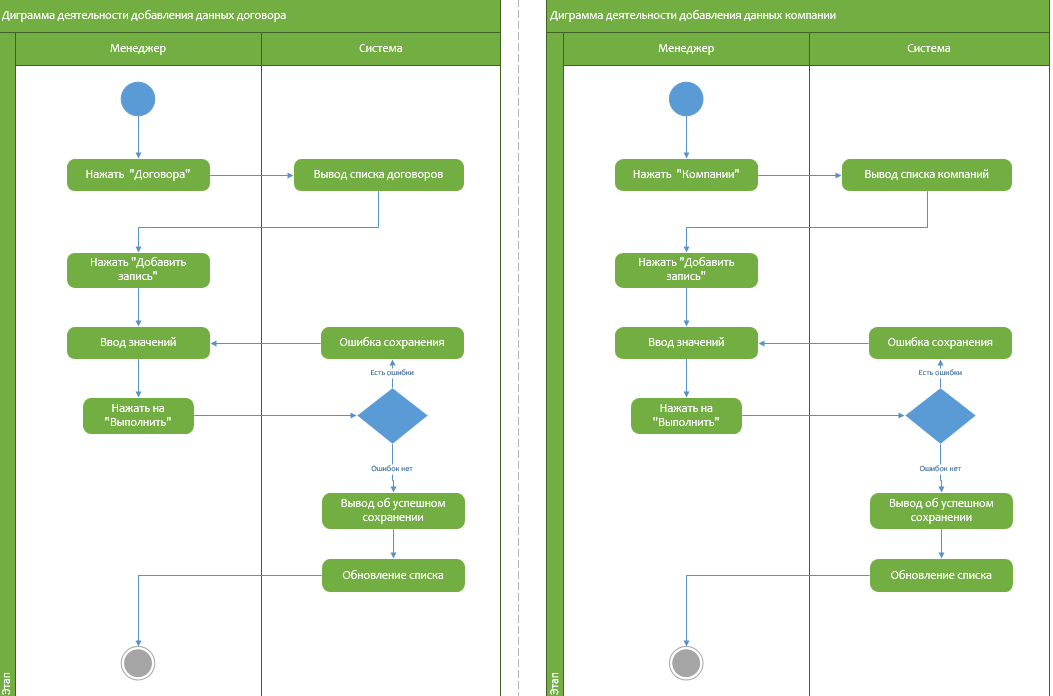 Диграмма деятельности добавления данных договора
Менеджер
Система
Нажать "Договора"
Вывод списка договоров
Нажать "Добавить
запись"
Ввод значений
Ошибка сохранения
Есть ошибки
Нажать на
"Выполнить"
Ошибок нет
Вывод об успешном
сохранении
Обновление списка
Этап
Диграмма деятельности добавления данных компании
Менеджер
Система
Нажать "Компании"
Вывод списка компаний
Нажать "Добавить
запись"
Ввод значений
Ошибка сохранения
Есть ошибки
Нажать на
"Выполнить"
Ошибок нет
Вывод об успешном
сохранении
Обновление списка
Этап